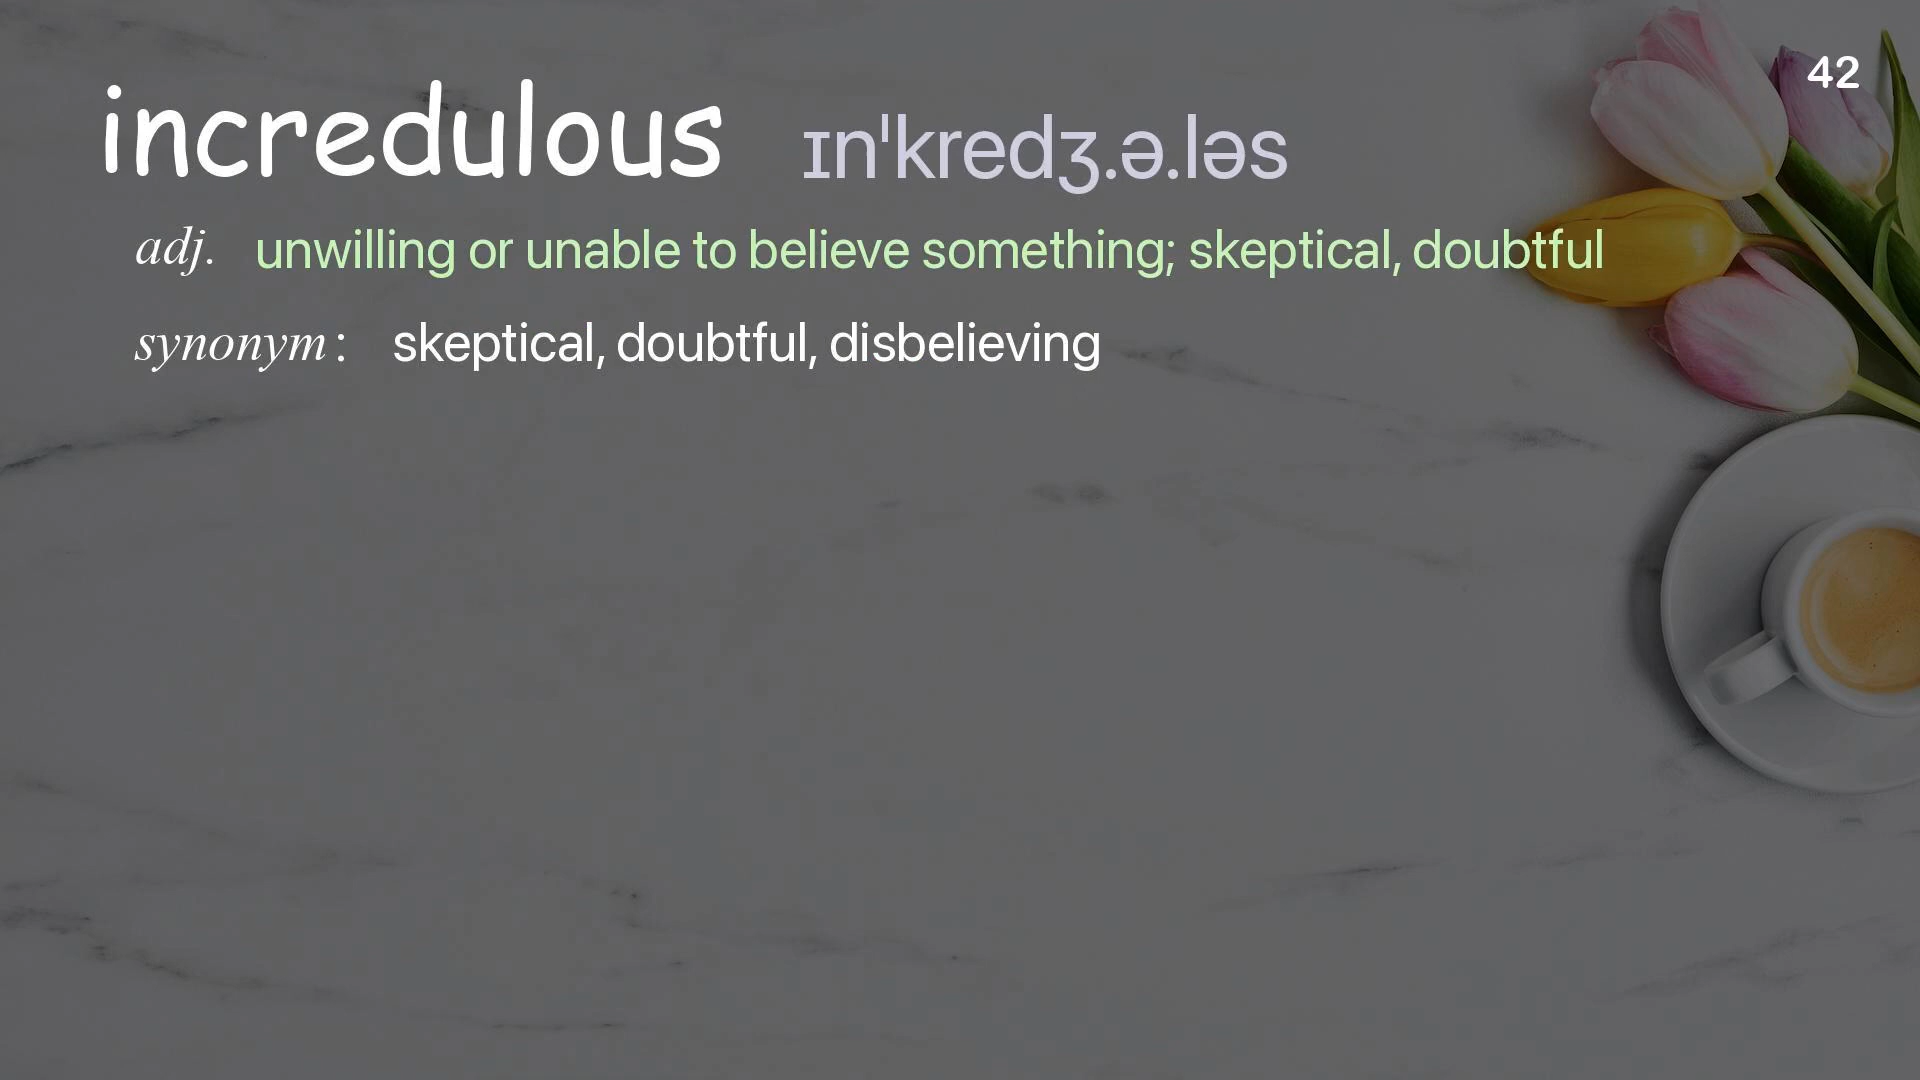 42
incredulous ɪnˈkredʒ.ə.ləs
adj. unwilling or unable to believe something; skeptical, doubtful
synonym : skeptical, doubtful, disbelieving